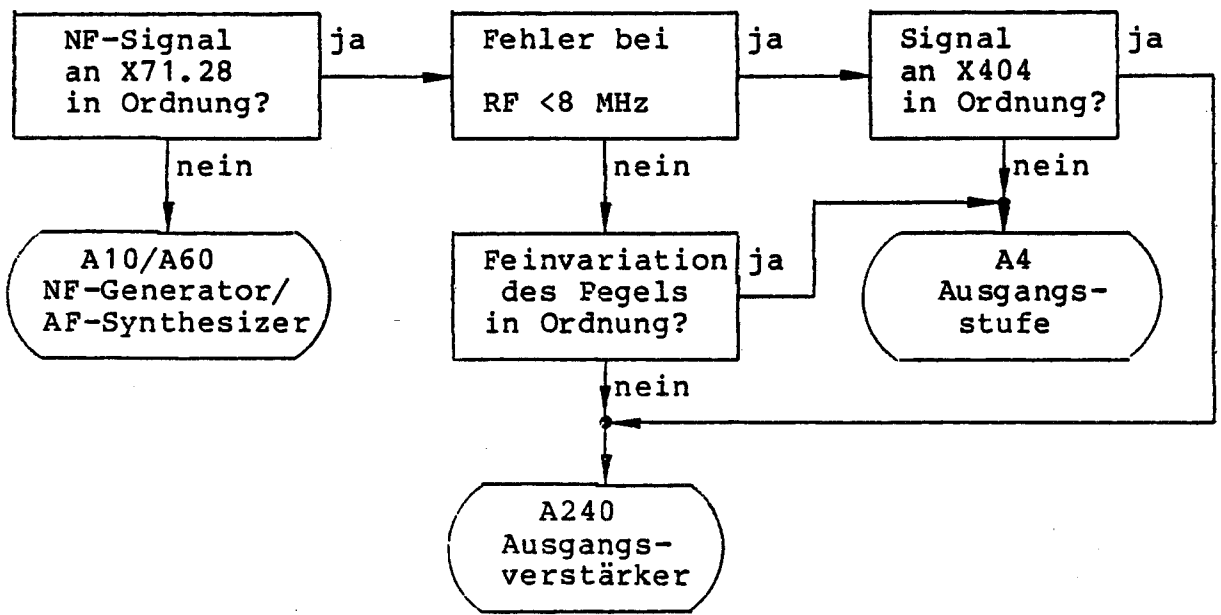 NF-Signal
an X71.28
in Ordnung?
ja
Fehler bei
RF <8 MHz
ja
Signal
an X404
in Ordnung?
ja
nein
nein
nein
A10/A60
NF-Generator/
AF-Synthesizer
Feinvariation
des Pegels
in Ordnung?
ja
A4
Ausgangs-
stufe
nein
A240
Ausgangs-
verstärker